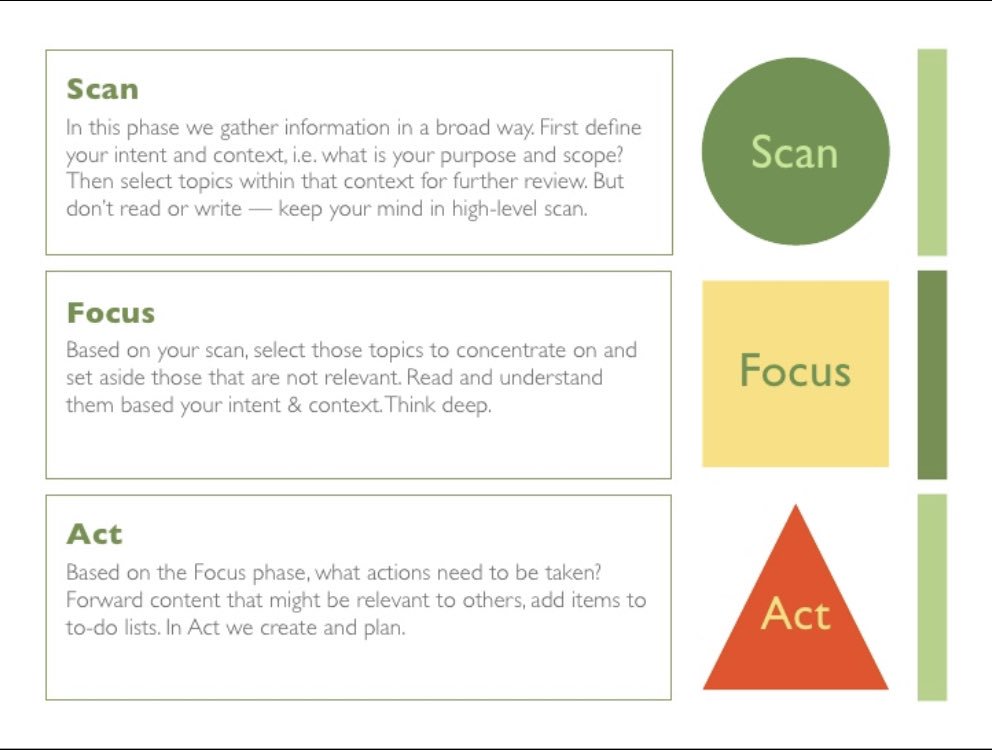 Scan
In this phase we gather information in a broad way. First define
your intent and context, i.e. what is your purpose and scope?
Then select topics within that context for further review. But
don't read or write — keep your mind in high-level scan.
Scan
Focus
Based on your scan, select those topics to concentrate on and
set aside those that are not relevant. Read and understand
them based your intent & context. Think deep.
Focus
Act
Based on the Focus phase, what actions need to be taken?
Forward content that might be relevant to others, add items to
to-do lists. In Act we create and plan.
Act